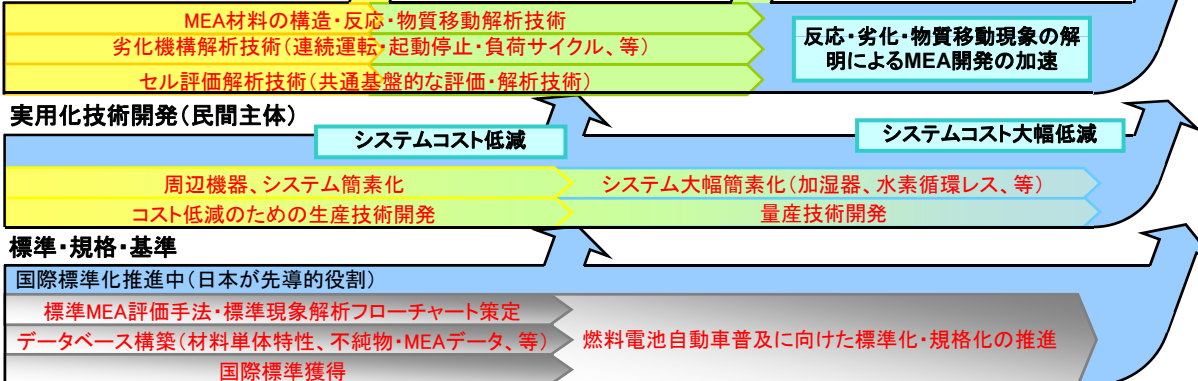 MEA材料の構造・反応・物質移動解析技術
劣化機構解析技術(連続運転・起動停止・負荷サイクル、等)
セル評価解析技術(共通基盤的な評価・解析技術)
反応・劣化・物質移動現象の解
明によるMEA開発の加速
実用化技術開発(民間主体)
システムコスト低減
システムコスト大幅低減
周辺機器、システム簡素化
システム大幅簡素化(加湿器、水素循環レス、等)
コスト低減のための生産技術開発
量産技術開発
標準・規格・基準
国際標準化推進中(日本が先導的役割)
標準MEA評価手法・標準現象解析フローチャート策定
データベース構築(材料単体特性、不純物・MEAデータ、等)
国際標準獲得
燃料電池自動車普及に向けた標準化・規格化の推進